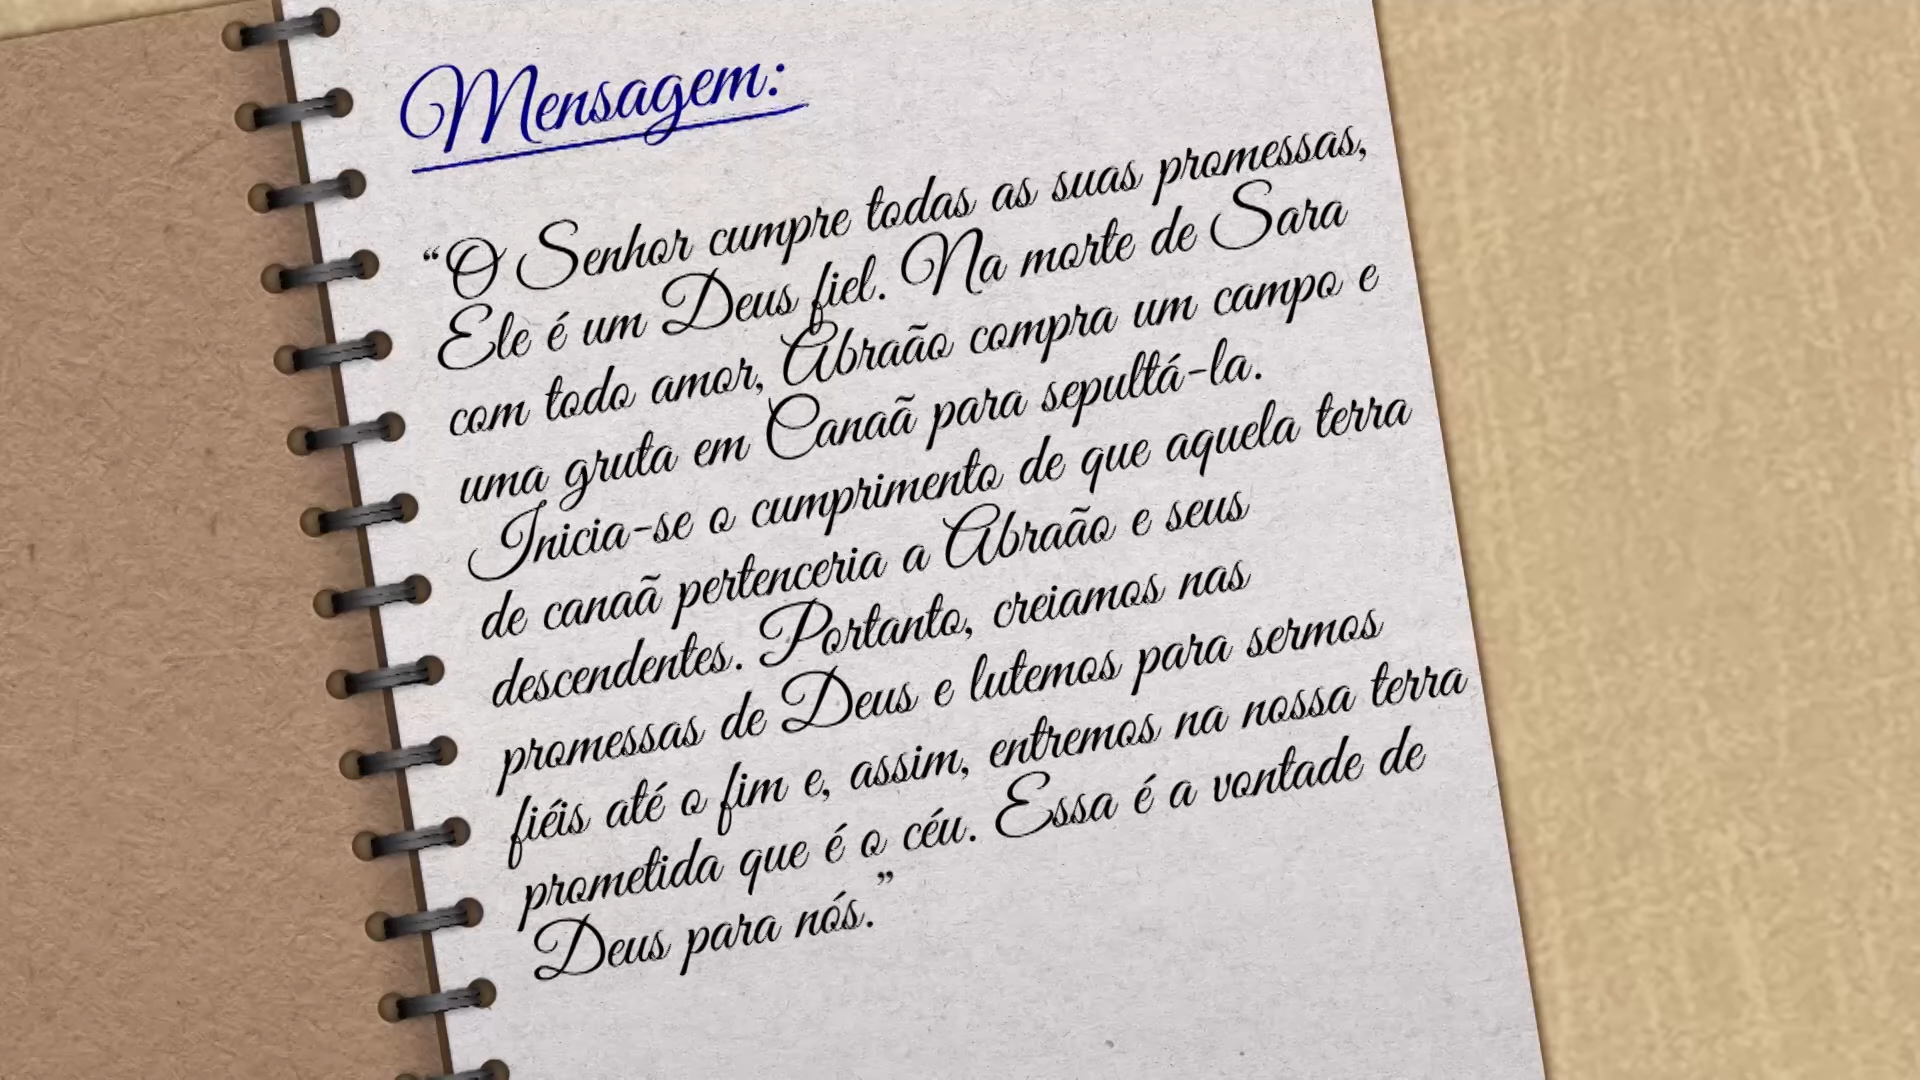 Mensagem:
“O Senhor cumpre todas as suas promessas,
Ele é um Deus fiel. Na morte de Sara
com todo amor, Abraão compra um campo e
uma gruta em Canaã para sepultá-la.
Inicia-se o cumprimento de que aquela terra
de canaã pertenceria a Abraão e seus
descendentes. Portanto, creiamos nas
promessas de Deus e lutemos para sermos
fiéis até o fim e, assim, entremos na nossa terra
prometida que é o céu. Essa é a vontade de
Deus para nós.”